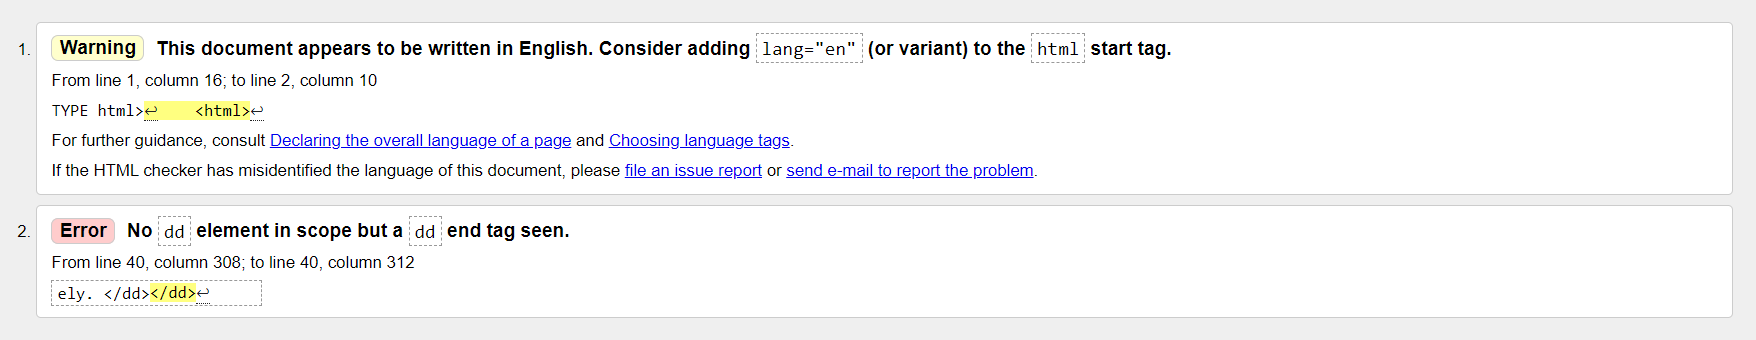 1. Warning This document appears to be written in English. Consider adding lang="en" (or variant) to the html start tag.
From line 1, column 16; to line 2, column 10
TYPE html>↩    <html>↩
For further guidance, consult Declaring the overall language of a page and Choosing language tags.
If the HTML checker has misidentified the language of this document, please file an issue report or send e-mail to report the problem.
2. Error No dd element in scope but a dd end tag seen.
From line 40, column 308; to line 40, column 312
ely. </dd></dd>↩